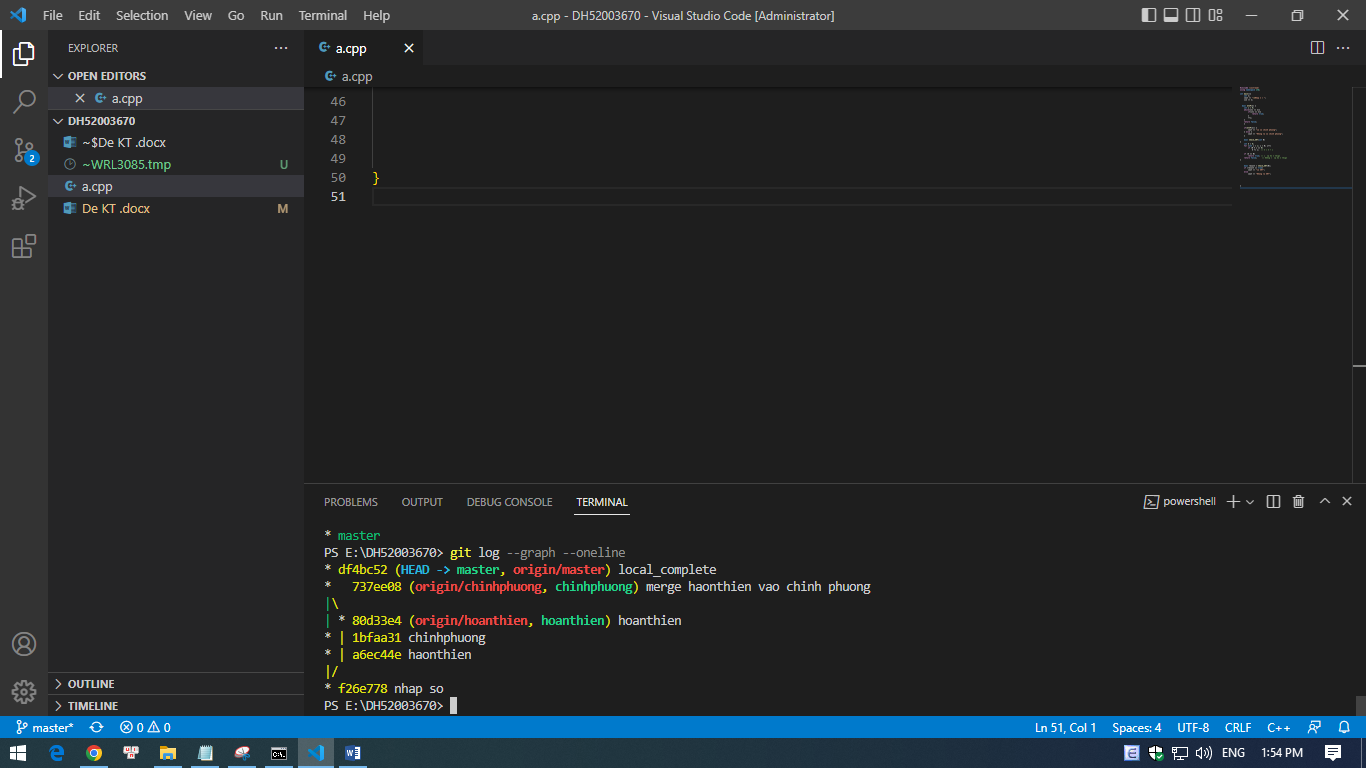 File Edit Selection View Go Run Terminal Help
a.cpp - DH52003670 - Visual Studio Code [Administrator]
EXPLORER
OPEN EDITORS
a.cpp
DH52003670
~$De KT .docx
~WRL3085.tmp U
a.cpp
De KT .docx M
OUTLINE
TIMELINE
2
a.cpp
a.cpp
46
47
48
49
50 }
51
PROBLEMS OUTPUT DEBUG CONSOLE TERMINAL
powershell
* master
PS E:\DH52003670> git log --graph --oneline
* df4bc52 (HEAD -> master, origin/master) local_complete
*   737ee08 (origin/chinhphuong, chinhphuong) merge haonthien vao chinh phuong
|\
| * 80d33e4 (origin/hoanthien, hoanthien) hoanthien
* | 1bfaa31 chinhphuong
* | a6ec44e haonthien
|/
* f26e778 nhap so
PS E:\DH52003670>
master* 0 0
Ln 51, Col 1 Spaces: 4 UTF-8 CRLF C++
ENG 1:54 PM